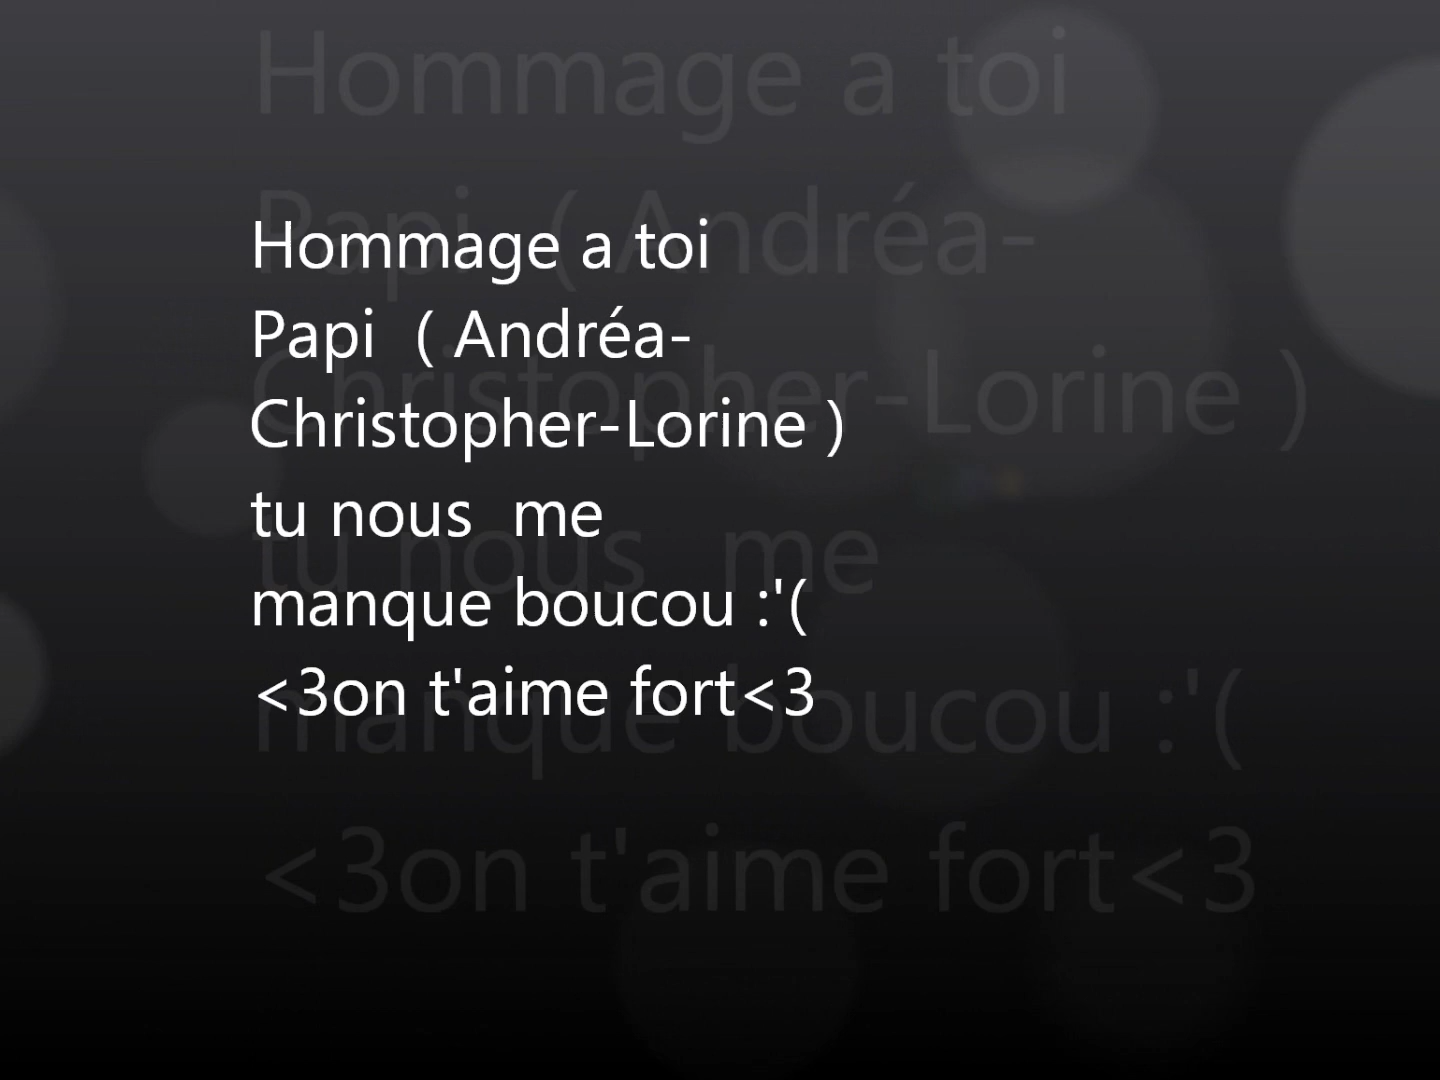 Hommage a toi
Papi  ( Andréa-
Christopher-Lorine )
tu nous  me
manque boucou :'(
<3on t'aime fort<3